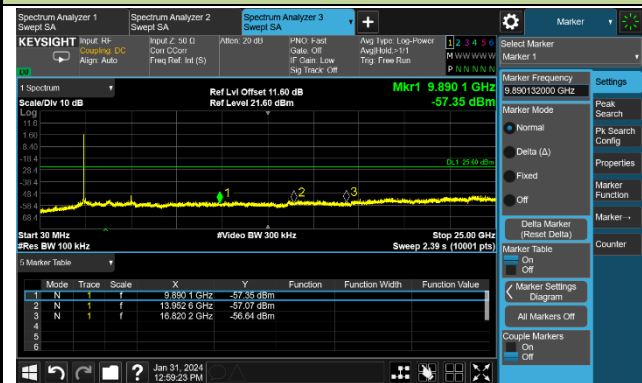 Spectrum Analyzer 1
Swept SA
Spectrum Analyzer 2
Swept SA
Spectrum Analyzer 3
Swept SA
Marker
KEYSIGHT
Input: RF
Coupling: DC
Align: Auto
Input Z: 50 Ω
Corr CCorr
Freq Ref: Int (S)
Atten: 20 dB
PNO: Fast
Gate: Off
IF Gain: Low
Sig Track: Off
Avg Type: Log-Power
Avg|Hold:>1/1
Trig: Free Run
1 2 3 4 5 6
M W W W W W
P N N N N N
Select Marker
Marker 1
1 Spectrum
Scale/Div 10 dB
Log
Ref Lvl Offset 11.60 dB
Ref Level 21.60 dBm
Mkr1 9.890 1 GHz
-57.35 dBm
11.6
1.60
-8.40
-18.4
-28.4
-38.4
-48.4
-58.4
-68.4
1
2
3
Start 30 MHz
#Res BW 100 kHz
#Video BW 300 kHz
Stop 25.00 GHz
Sweep 2.39 s (10001 pts)
5 Marker Table
Mode Trace Scale X Y Function Function Width Function Value
1 N 1 f 9.890 1 GHz -57.35 dBm
2 N 1 f 13.952 6 GHz -57.07 dBm
3 N 1 f 16.820 2 GHz -56.64 dBm
4
5
6
Marker Frequency
9.890132000 GHz
Marker Mode
Normal
Delta (Δ)
Fixed
Off
Delta Marker
(Reset Delta)
Marker Table
On
Off
Marker Settings
Diagram
All Markers Off
Couple Markers
On
Off
Settings
Peak
Search
Pk Search
Config
Properties
Marker
Function
Marker→
Counter
Jan 31, 2024
12:59:23 PM